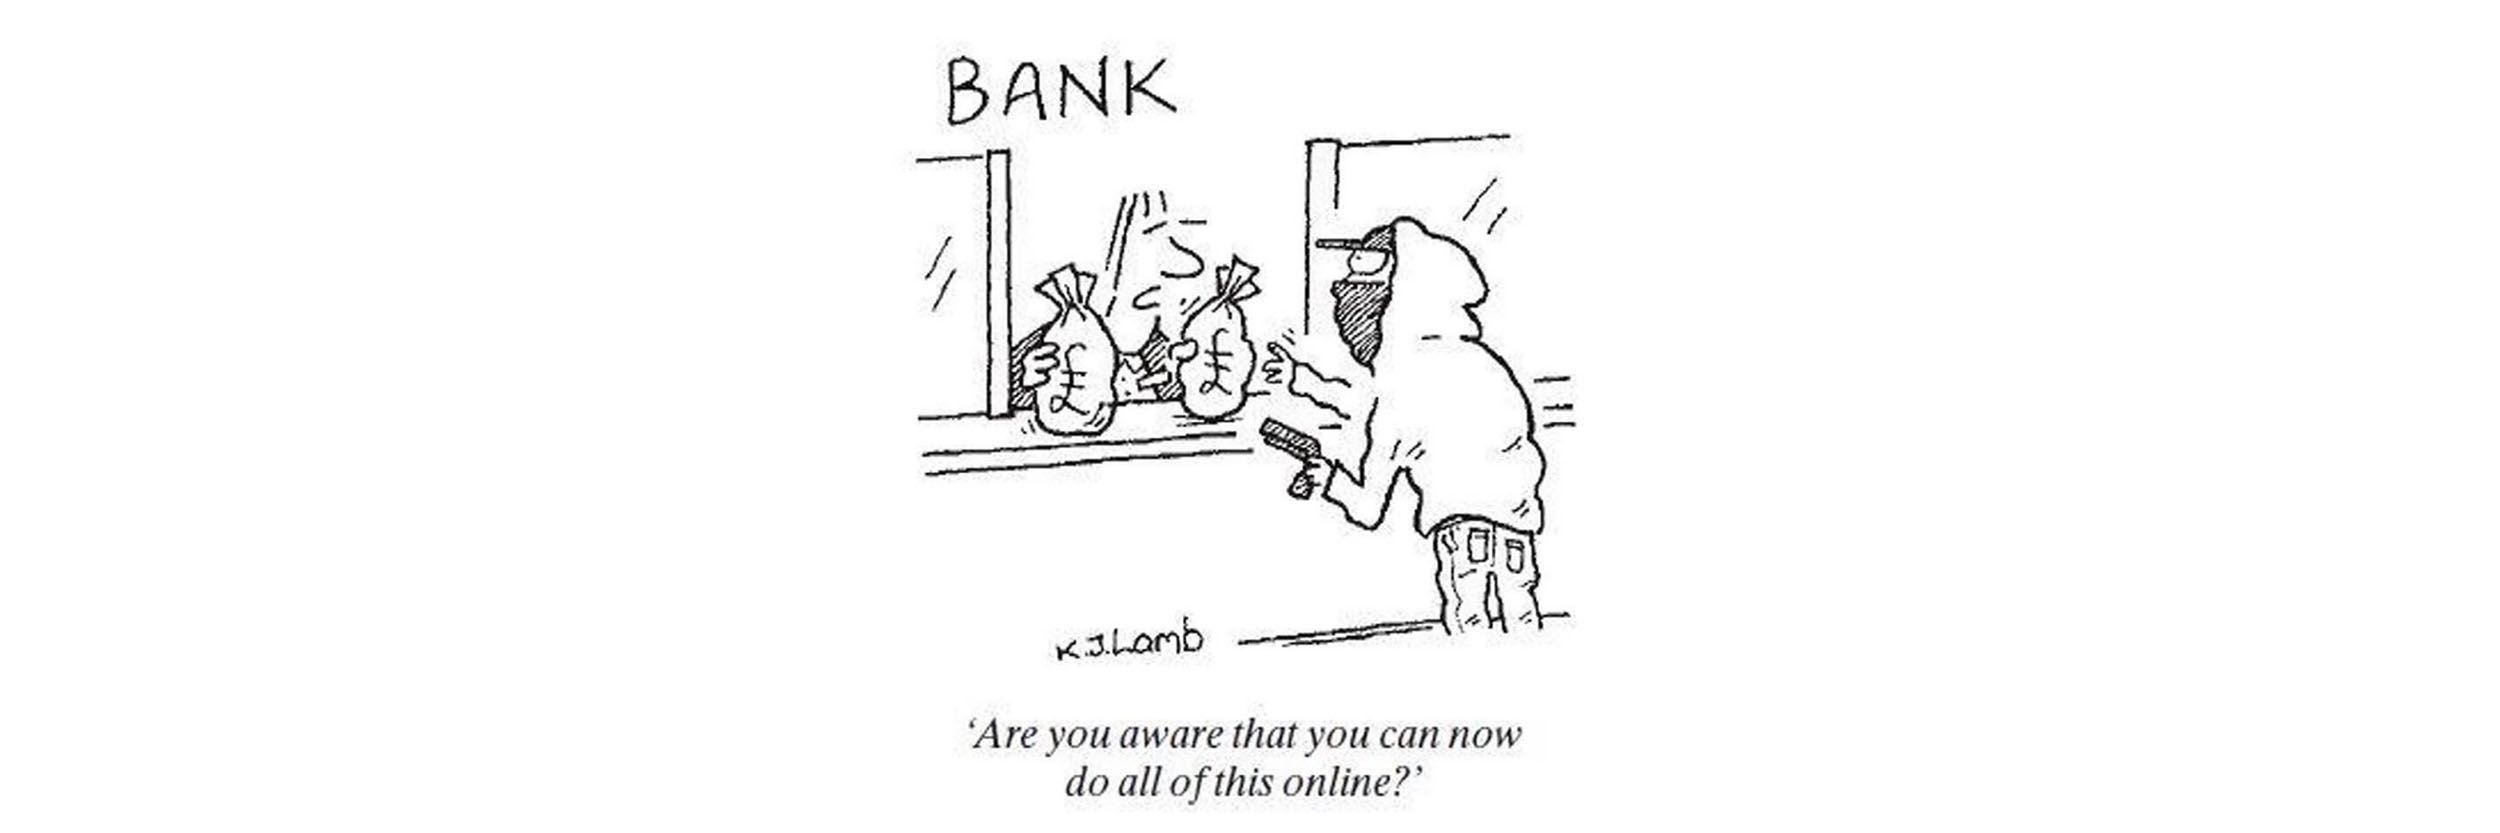 BANK
£
£
K.J.Lamb
‘Are you aware that you can now
do all of this online?’